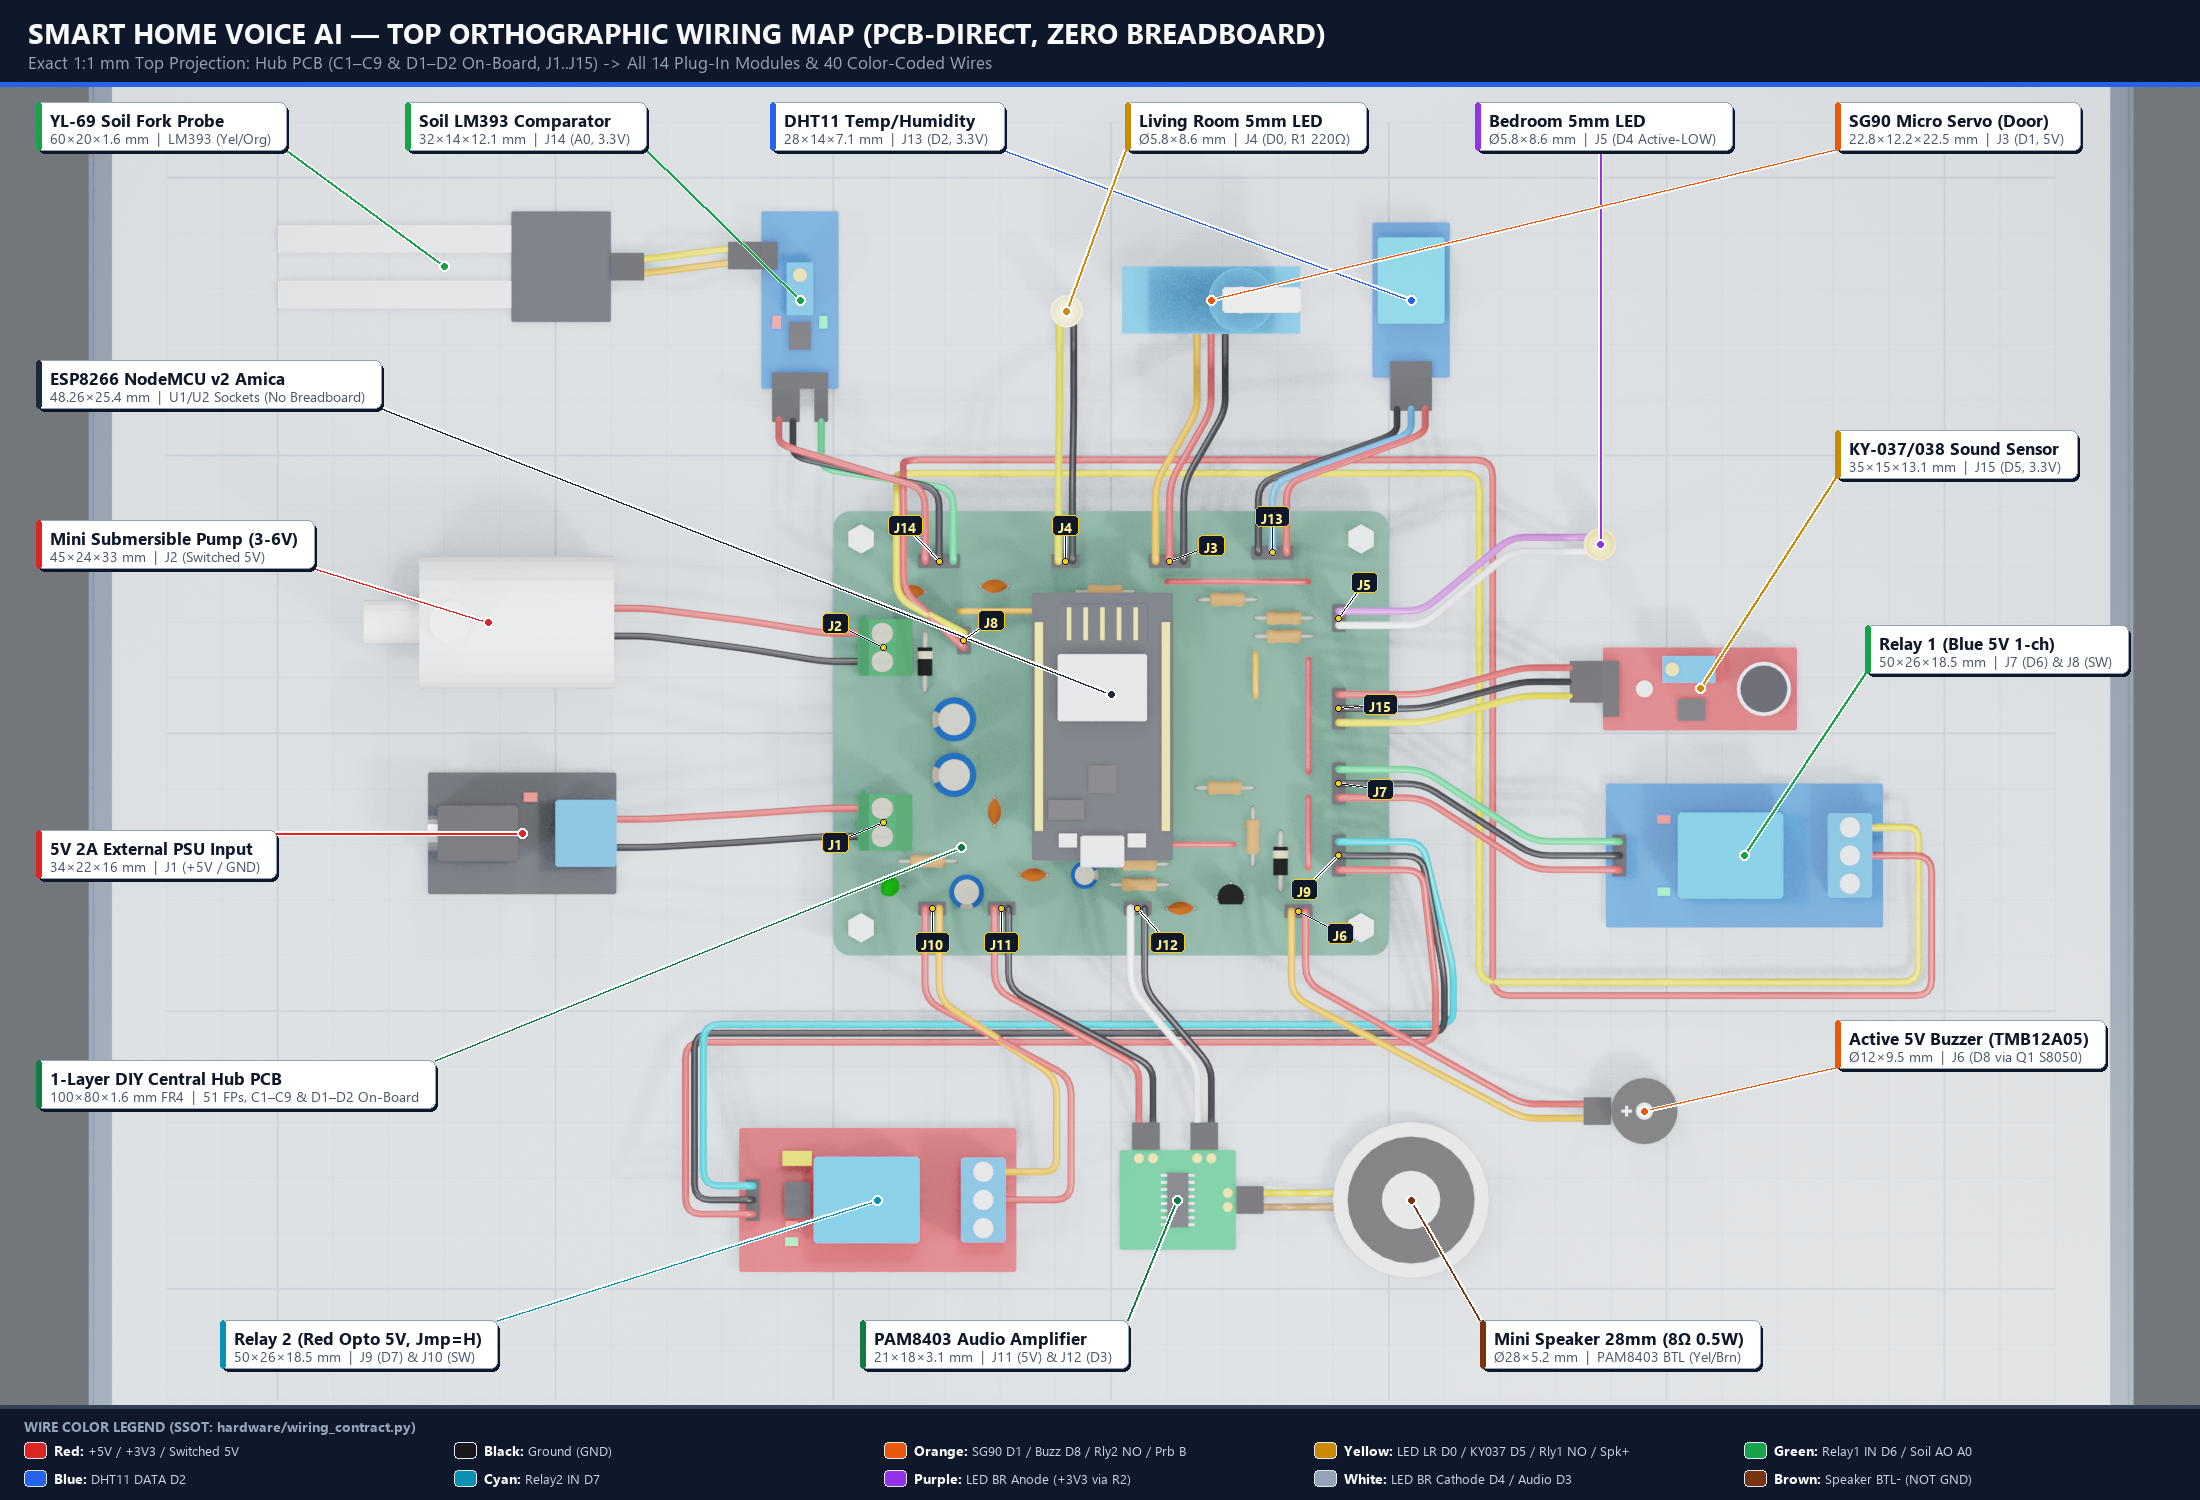 SMART HOME VOICE AI — TOP ORTHOGRAPHIC WIRING MAP (PCB-DIRECT, ZERO BREADBOARD)
Exact 1:1 mm Top Projection: Hub PCB (C1–C9 & D1–D2 On-Board, J1..J15) -> All 14 Plug-In Modules & 40 Color-Coded Wires
YL-69 Soil Fork Probe
60×20×1.6 mm | LM393 (Yel/Org)
Soil LM393 Comparator
32×14×12.1 mm | J14 (A0, 3.3V)
DHT11 Temp/Humidity
28×14×7.1 mm | J13 (D2, 3.3V)
Living Room 5mm LED
Ø5.8×8.6 mm | J4 (D0, R1 220Ω)
Bedroom 5mm LED
Ø5.8×8.6 mm | J5 (D4 Active-LOW)
SG90 Micro Servo (Door)
22.8×12.2×22.5 mm | J3 (D1, 5V)
ESP8266 NodeMCU v2 Amica
48.26×25.4 mm | U1/U2 Sockets (No Breadboard)
KY-037/038 Sound Sensor
35×15×13.1 mm | J15 (D5, 3.3V)
Mini Submersible Pump (3-6V)
45×24×33 mm | J2 (Switched 5V)
J14
J4
J3
J13
J5
J2
J8
Relay 1 (Blue 5V 1-ch)
50×26×18.5 mm | J7 (D6) & J8 (SW)
J15
J7
5V 2A External PSU Input
34×22×16 mm | J1 (+5V / GND)
J1
J9
J10
J11
J12
J6
Active 5V Buzzer (TMB12A05)
Ø12×9.5 mm | J6 (D8 via Q1 S8050)
1-Layer DIY Central Hub PCB
100×80×1.6 mm FR4 | 51 FPs, C1–C9 & D1–D2 On-Board
+
Relay 2 (Red Opto 5V, Jmp=H)
50×26×18.5 mm | J9 (D7) & J10 (SW)
PAM8403 Audio Amplifier
21×18×3.1 mm | J11 (5V) & J12 (D3)
Mini Speaker 28mm (8Ω 0.5W)
Ø28×5.2 mm | PAM8403 BTL (Yel/Brn)
WIRE COLOR LEGEND (SSOT: hardware/wiring_contract.py)
Red: +5V / +3V3 / Switched 5V
Black: Ground (GND)
Orange: SG90 D1 / Buzz D8 / Rly2 NO / Prb B
Yellow: LED LR D0 / KY037 D5 / Rly1 NO / Spk+
Green: Relay1 IN D6 / Soil AO A0
Blue: DHT11 DATA D2
Cyan: Relay2 IN D7
Purple: LED BR Anode (+3V3 via R2)
White: LED BR Cathode D4 / Audio D3
Brown: Speaker BTL- (NOT GND)